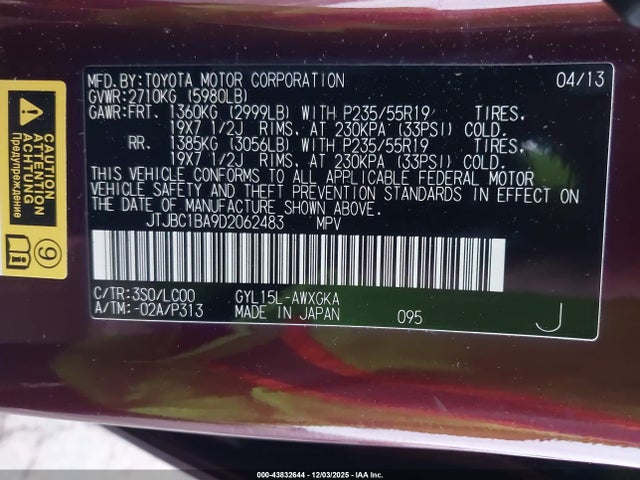 MFD.BY:TOYOTA MOTOR CORPORATION 04/13
GVWR:2710KG (5980LB)
GAWR:FRT. 1360KG (2999LB) WITH P235/55R19 TIRES,
19X7 1/2J RIMS, AT 230KPA (33PSI) COLD.
RR. 1385KG (3056LB) WITH P235/55R19 TIRES,
19X7 1/2J RIMS, AT 230KPA (33PSI) COLD.
THIS VEHICLE CONFORMS TO ALL APPLICABLE FEDERAL MOTOR
VEHICLE SAFETY AND THEFT PREVENTION STANDARDS IN EFFECT ON
THE DATE OF MANUFACTURE SHOWN ABOVE.
JTJBC1BA9D2062483 MPV
C/TR:3S0/LC00 GYL15L-AWXGKA
A/TM:-02A/P313 MADE IN JAPAN 095 J
CAUTION
ATTENTION
ACHTUNG
Предупреждение
9
000-43832644 - 12/03/2025 - IAA Inc.